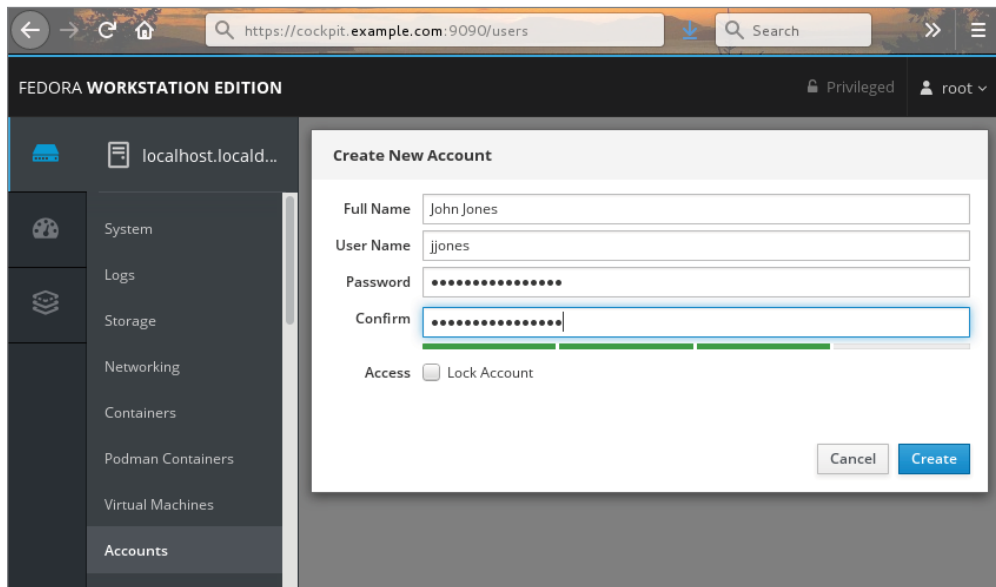 https://cockpit.example.com:9090/users
Search
FEDORA WORKSTATION EDITION
Privileged
root
localhost.locald...
System
Logs
Storage
Networking
Containers
Podman Containers
Virtual Machines
Accounts
Create New Account
Full Name John Jones
User Name jjones
Password ••••••••••••••••
Confirm ••••••••••••••••
Access Lock Account
Cancel Create